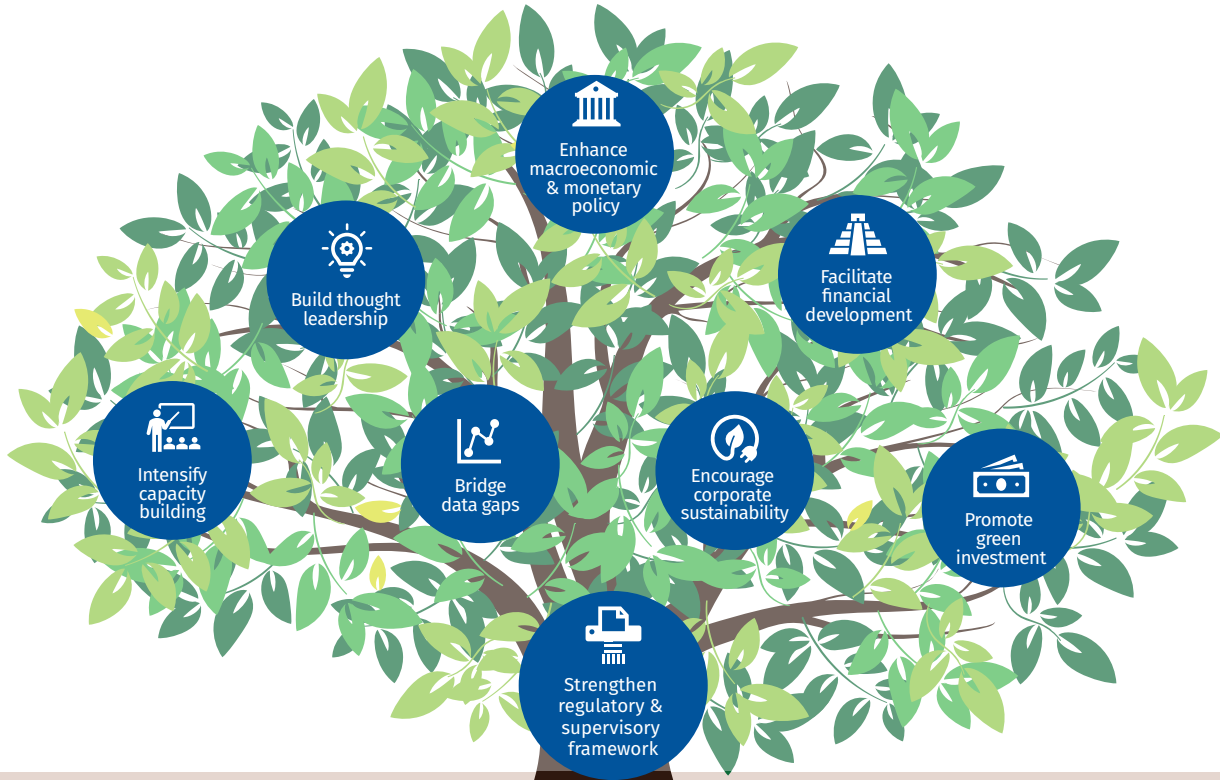 Enhance
macroeconomic
& monetary
policy
Build thought
leadership
Facilitate
financial
development
Intensify
capacity
building
Bridge
data gaps
Encourage
corporate
sustainability
Promote
green
investment
Strengthen
regulatory &
supervisory
framework